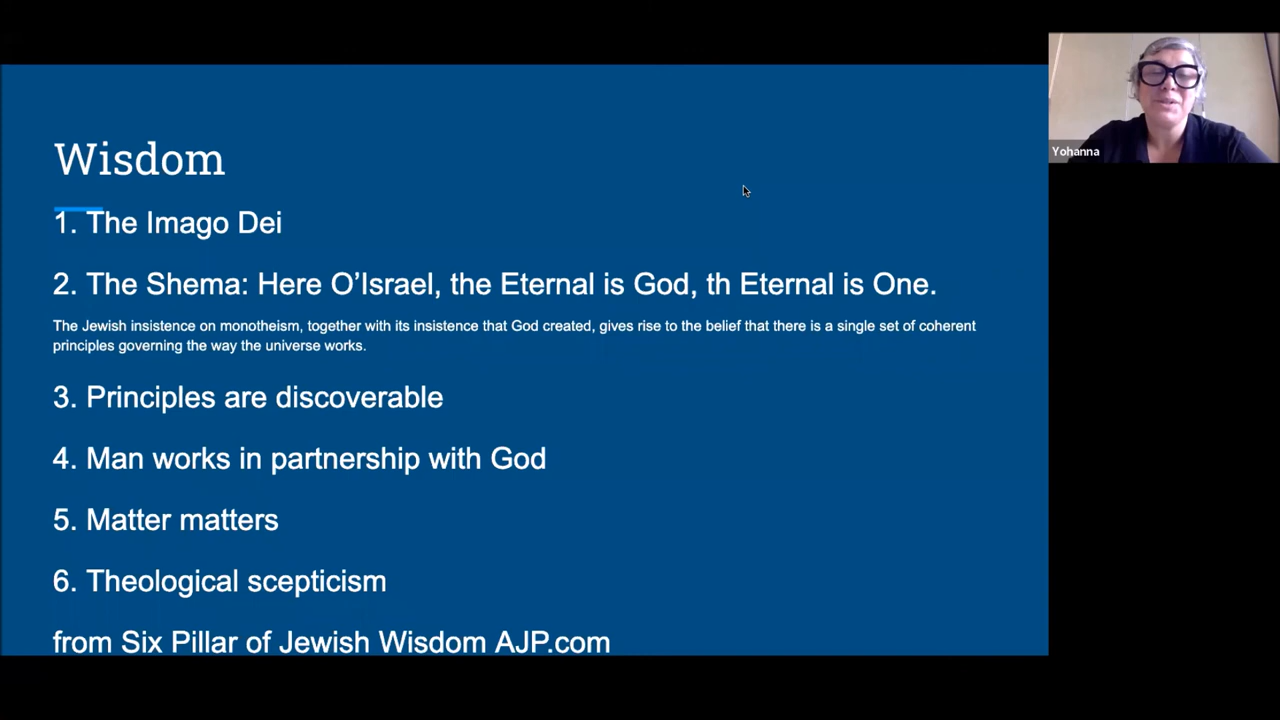 Wisdom
1. The Imago Dei
2. The Shema: Here O’Israel, the Eternal is God, th Eternal is One.
The Jewish insistence on monotheism, together with its insistence that God created, gives rise to the belief that there is a single set of coherent
principles governing the way the universe works.
3. Principles are discoverable
4. Man works in partnership with God
5. Matter matters
6. Theological scepticism
from Six Pillar of Jewish Wisdom AJP.com
Yohanna